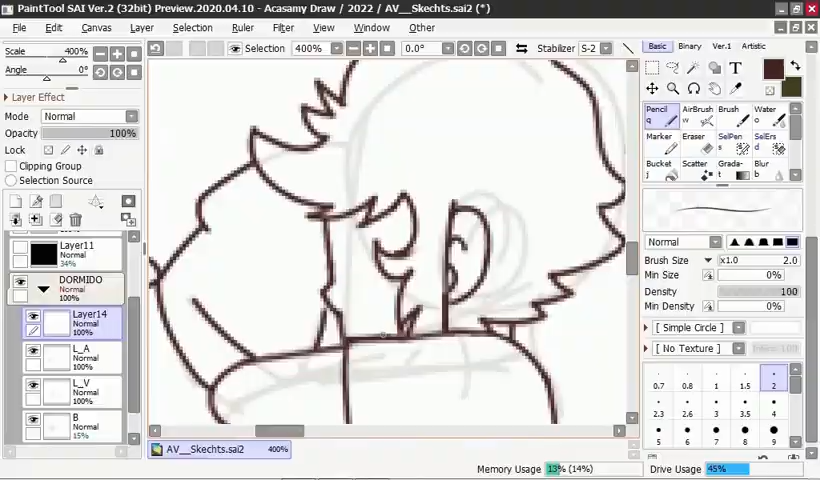 PaintTool SAI Ver.2 (32bit) Preview.2020.04.10 - Acasamy Draw / 2022 / AV__Skechts.sai2 (*)
File Edit Canvas Layer Selection Ruler Filter View Window Other
Scale 400%
Angle 0°
Selection 400% 0.0° Stabilizer S-2
Basic Binary Ver.1 Artistic
Layer Effect
Mode Normal
Opacity 100%
Lock
Clipping Group
Selection Source
T
Pencil AirBrush Brush Water
q w e o
Marker Eraser SelPen SelErs
Bucket Scatter Grada- Blur
Layer11
Normal
34%
DORMIDO
Normal
100%
Layer14
Normal
100%
L_A
Normal
100%
L_V
Normal
100%
B
Normal
15%
Normal
Brush Size x1.0 2.0
Min Size 0%
Density 100
Min Density 0%
[ Simple Circle ]
[ No Texture ]
0.7 0.8 1 1.5 2
2.3 2.6 3 3.5 4
5 6 7 8 9
AV__Skechts.sai2 400%
Memory Usage 13% (14%) Drive Usage 45%